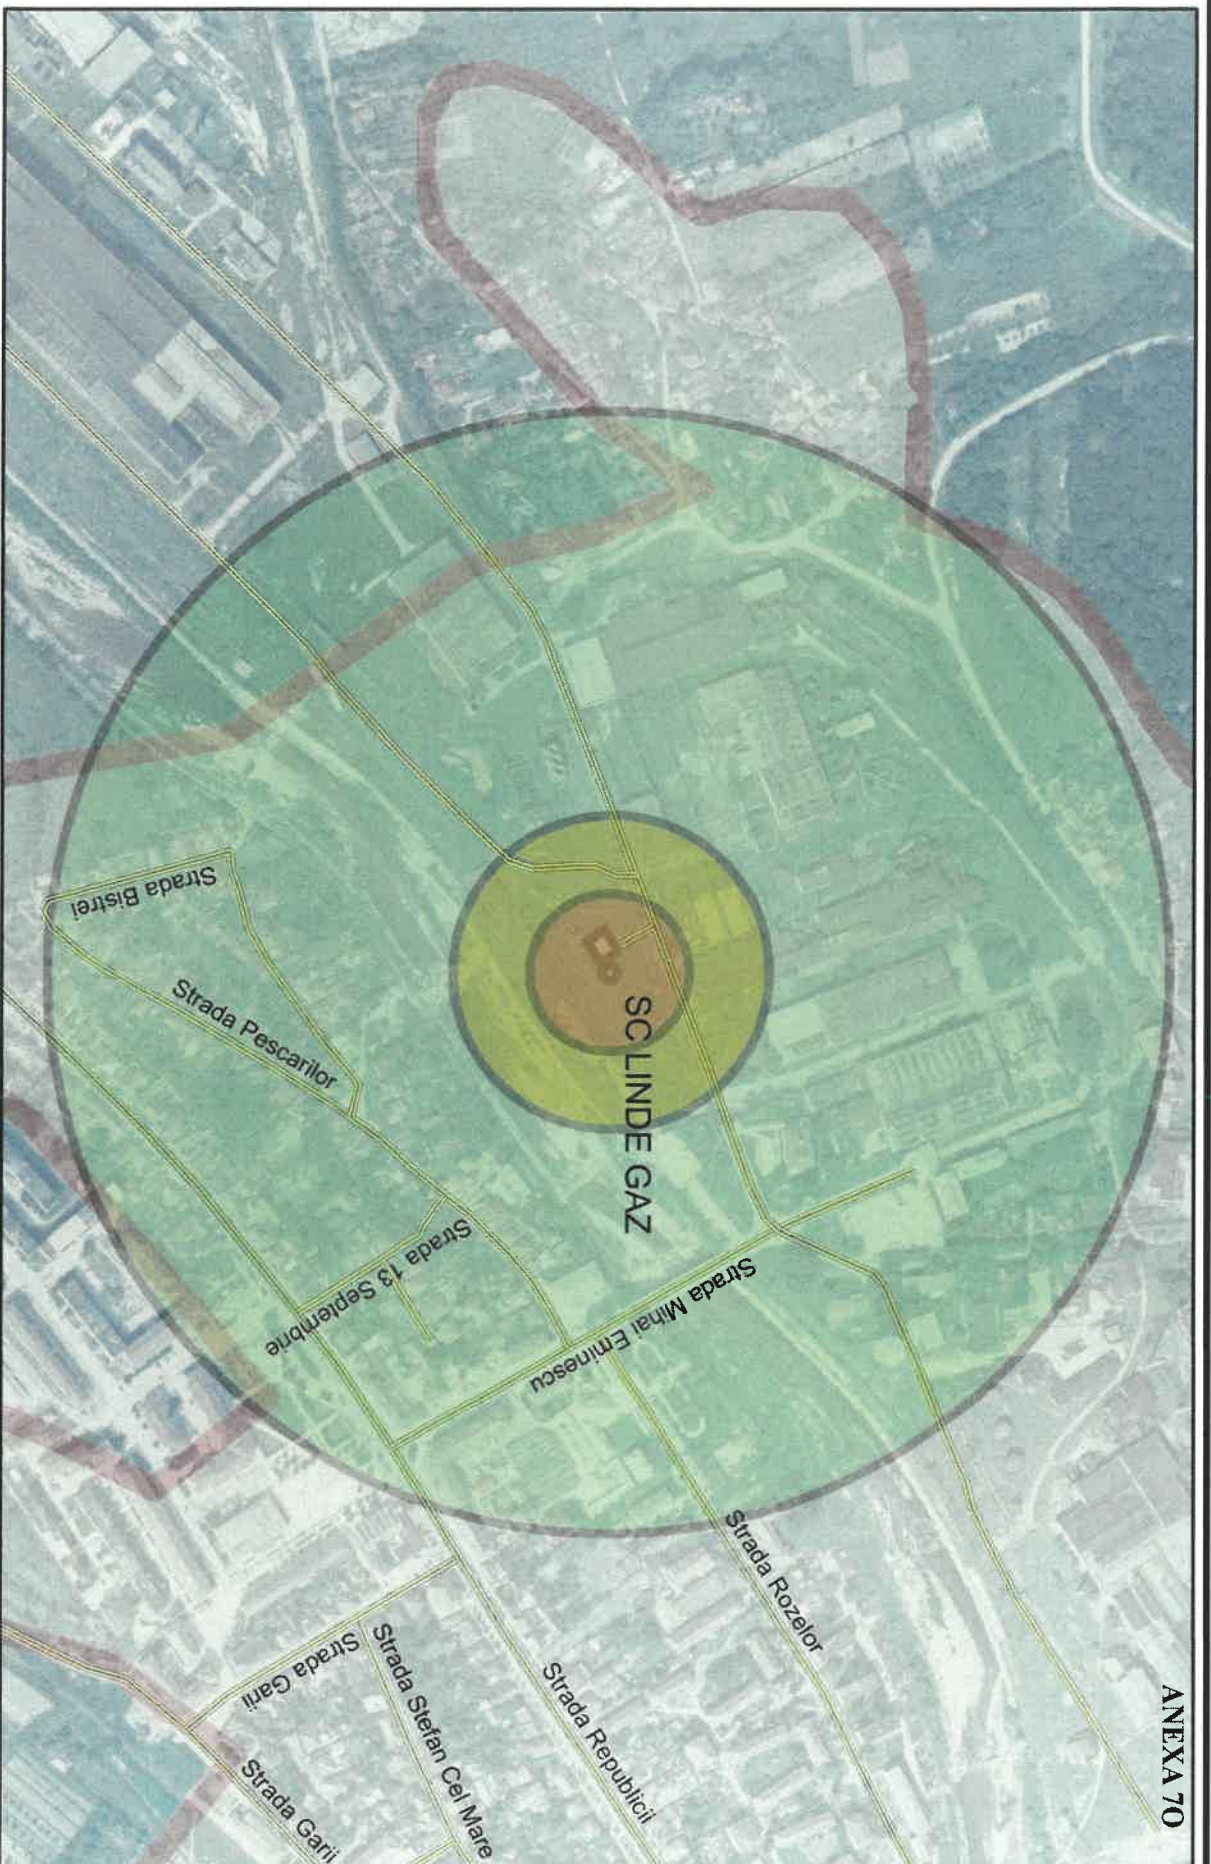 ANEXA 7O
SC LINDE GAZ
Strada Bistrei
Strada Pescarilor
Strada 13 Septembrie
Strada Mihai Eminescu
Strada Rozelor
Strada Republicii
Strada Stefan Cel Mare
Strada Garii
Strada Garii